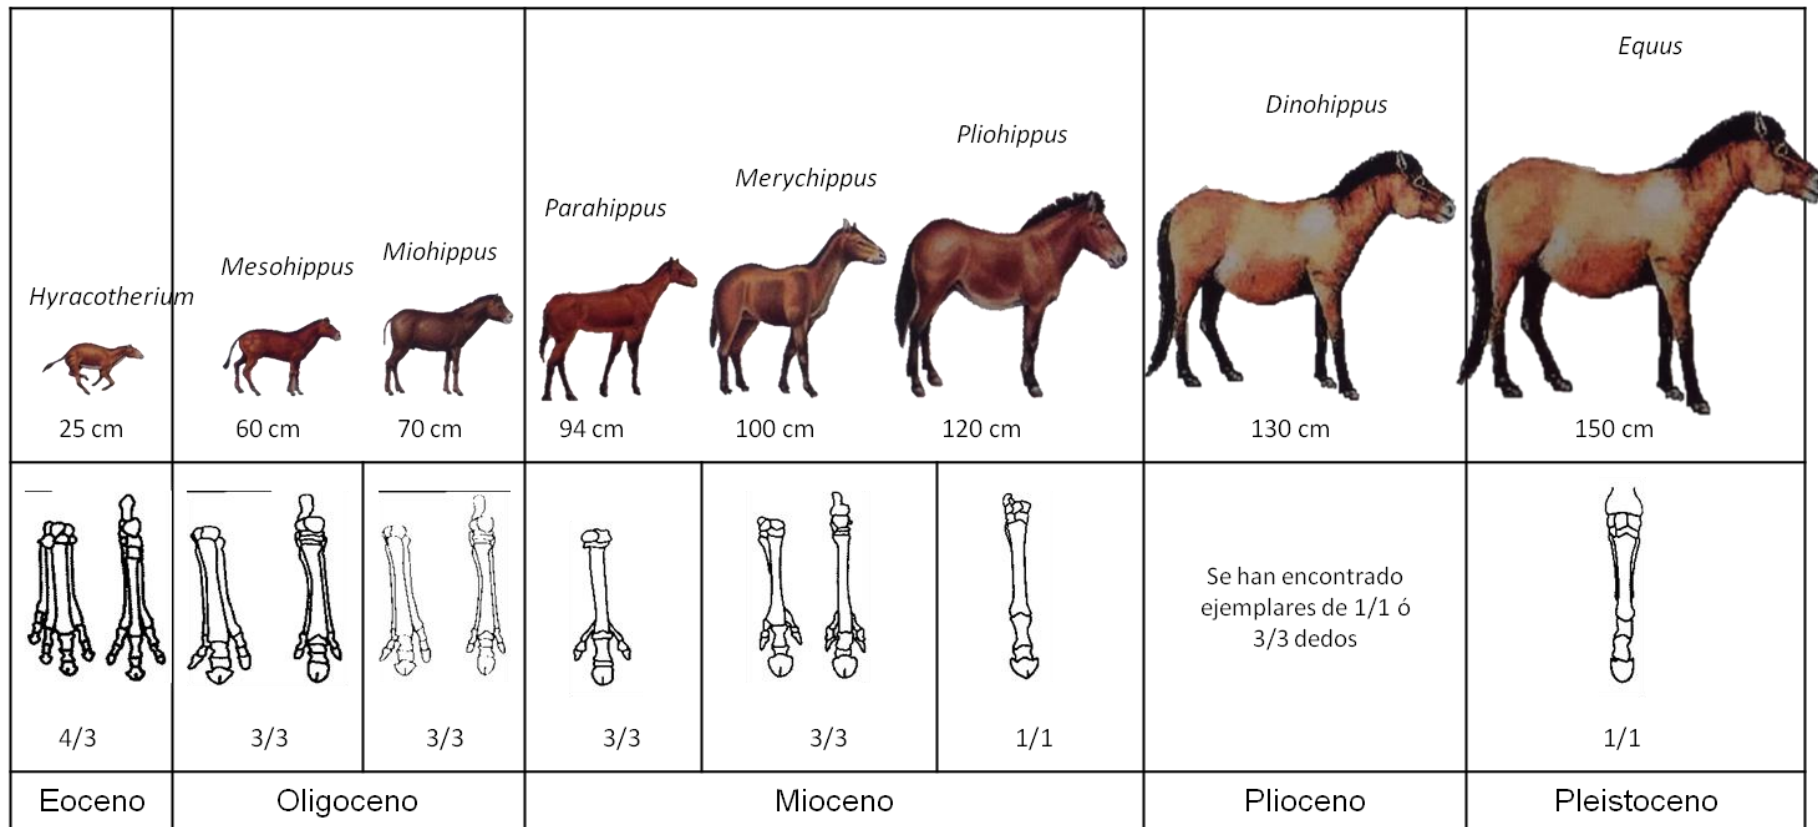 Hyracotherium
Mesohippus
Miohippus
Parahippus
Merychippus
Pliohippus
Dinohippus
Equus
25 cm
60 cm
70 cm
94 cm
100 cm
120 cm
130 cm
150 cm
Se han encontrado
ejemplares de 1/1 ó
3/3 dedos
4/3
3/3
3/3
3/3
3/3
1/1
1/1
Eoceno
Oligoceno
Mioceno
Plioceno
Pleistoceno